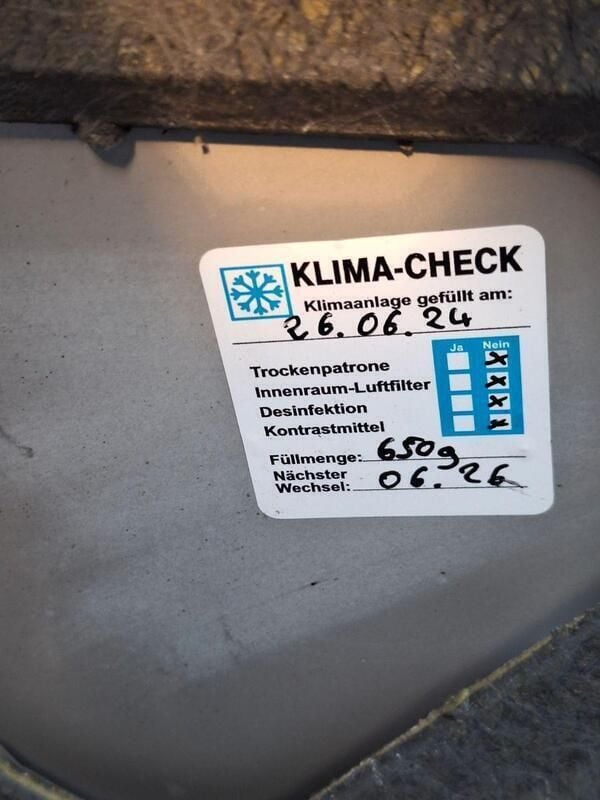 KLIMA-CHECK
Klimaanlage gefüllt am:
26.06.24
Ja Nein
Trockenpatrone
Innenraum-Luftfilter
Desinfektion
Kontrastmittel
Füllmenge: 650g
Nächster
Wechsel: 06.26